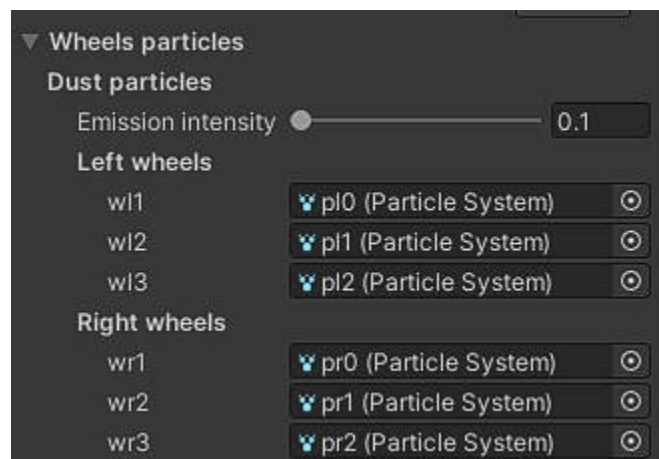 Wheels particles
Dust particles
Emission intensity 0.1
Left wheels
wl1 pl0 (Particle System)
wl2 pl1 (Particle System)
wl3 pl2 (Particle System)
Right wheels
wr1 pr0 (Particle System)
wr2 pr1 (Particle System)
wr3 pr2 (Particle System)